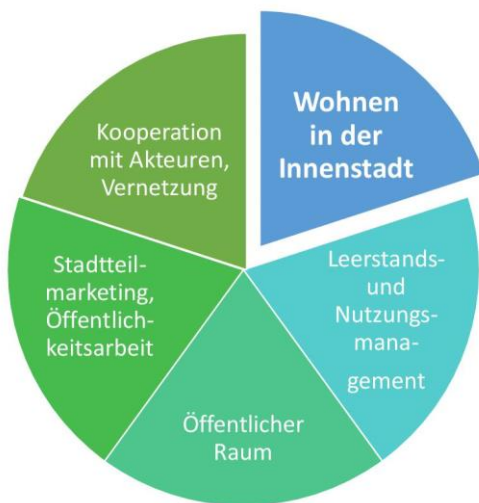 Wohnen
in der
Innenstadt
Leerstands-
und
Nutzungs-
mana-
gement
Öffentlicher
Raum
Stadtteil-
marketing,
Öffentlich-
keitsarbeit
Kooperation
mit Akteuren,
Vernetzung